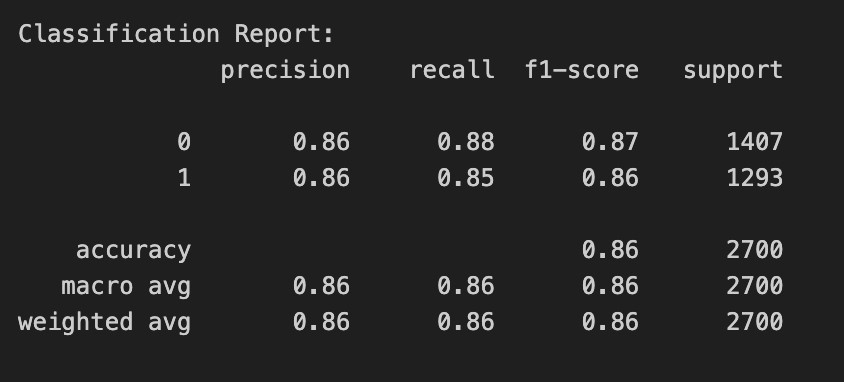 Classification Report:
precision recall f1-score support
0 0.86 0.88 0.87 1407
1 0.86 0.85 0.86 1293
accuracy 0.86 2700
macro avg 0.86 0.86 0.86 2700
weighted avg 0.86 0.86 0.86 2700